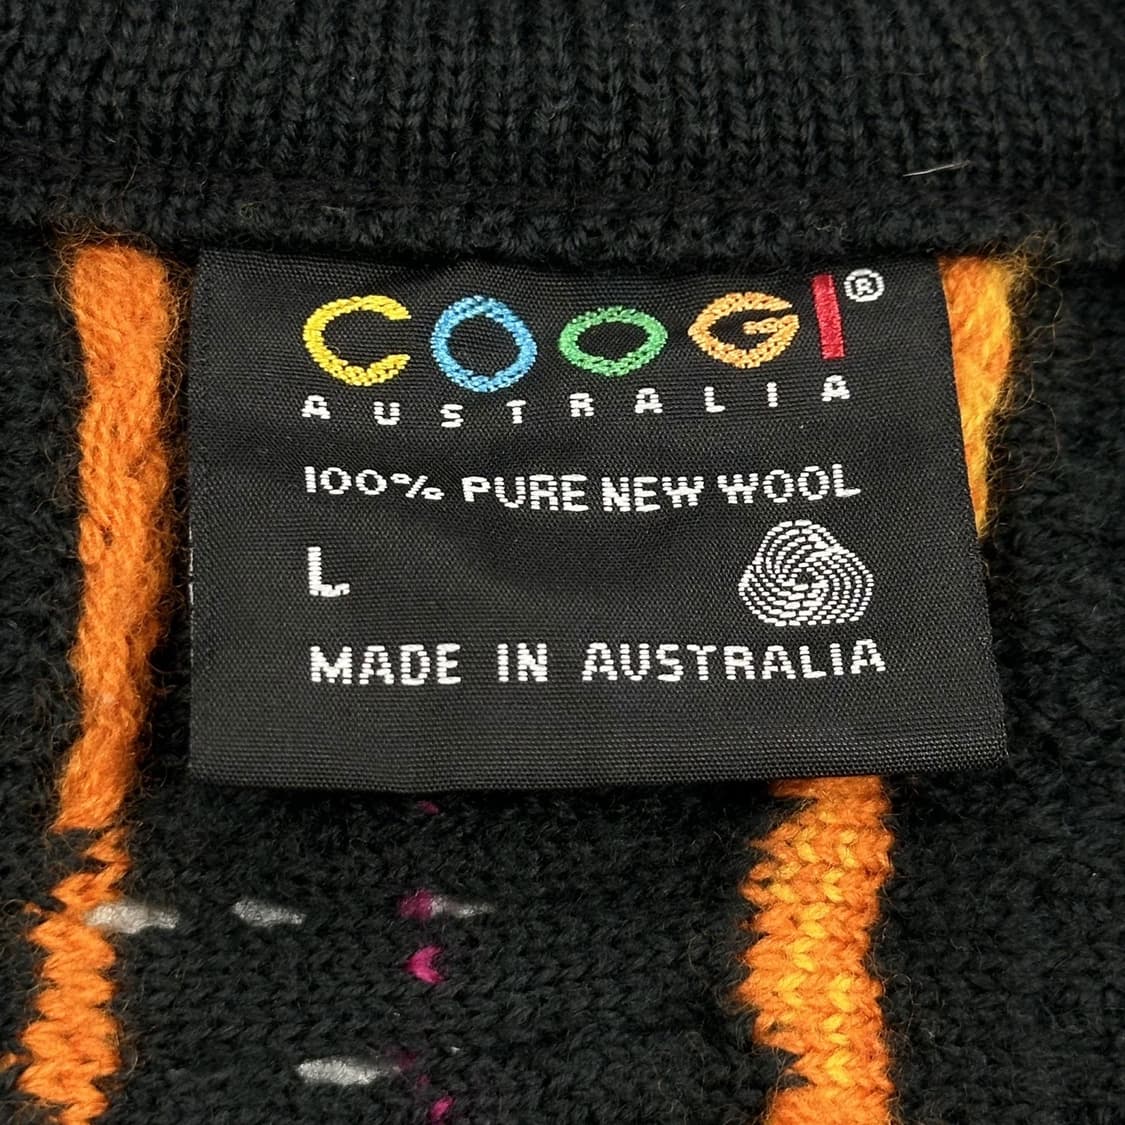 COOGI®
AUSTRALIA
100% PURE NEW WOOL
L
MADE IN AUSTRALIA